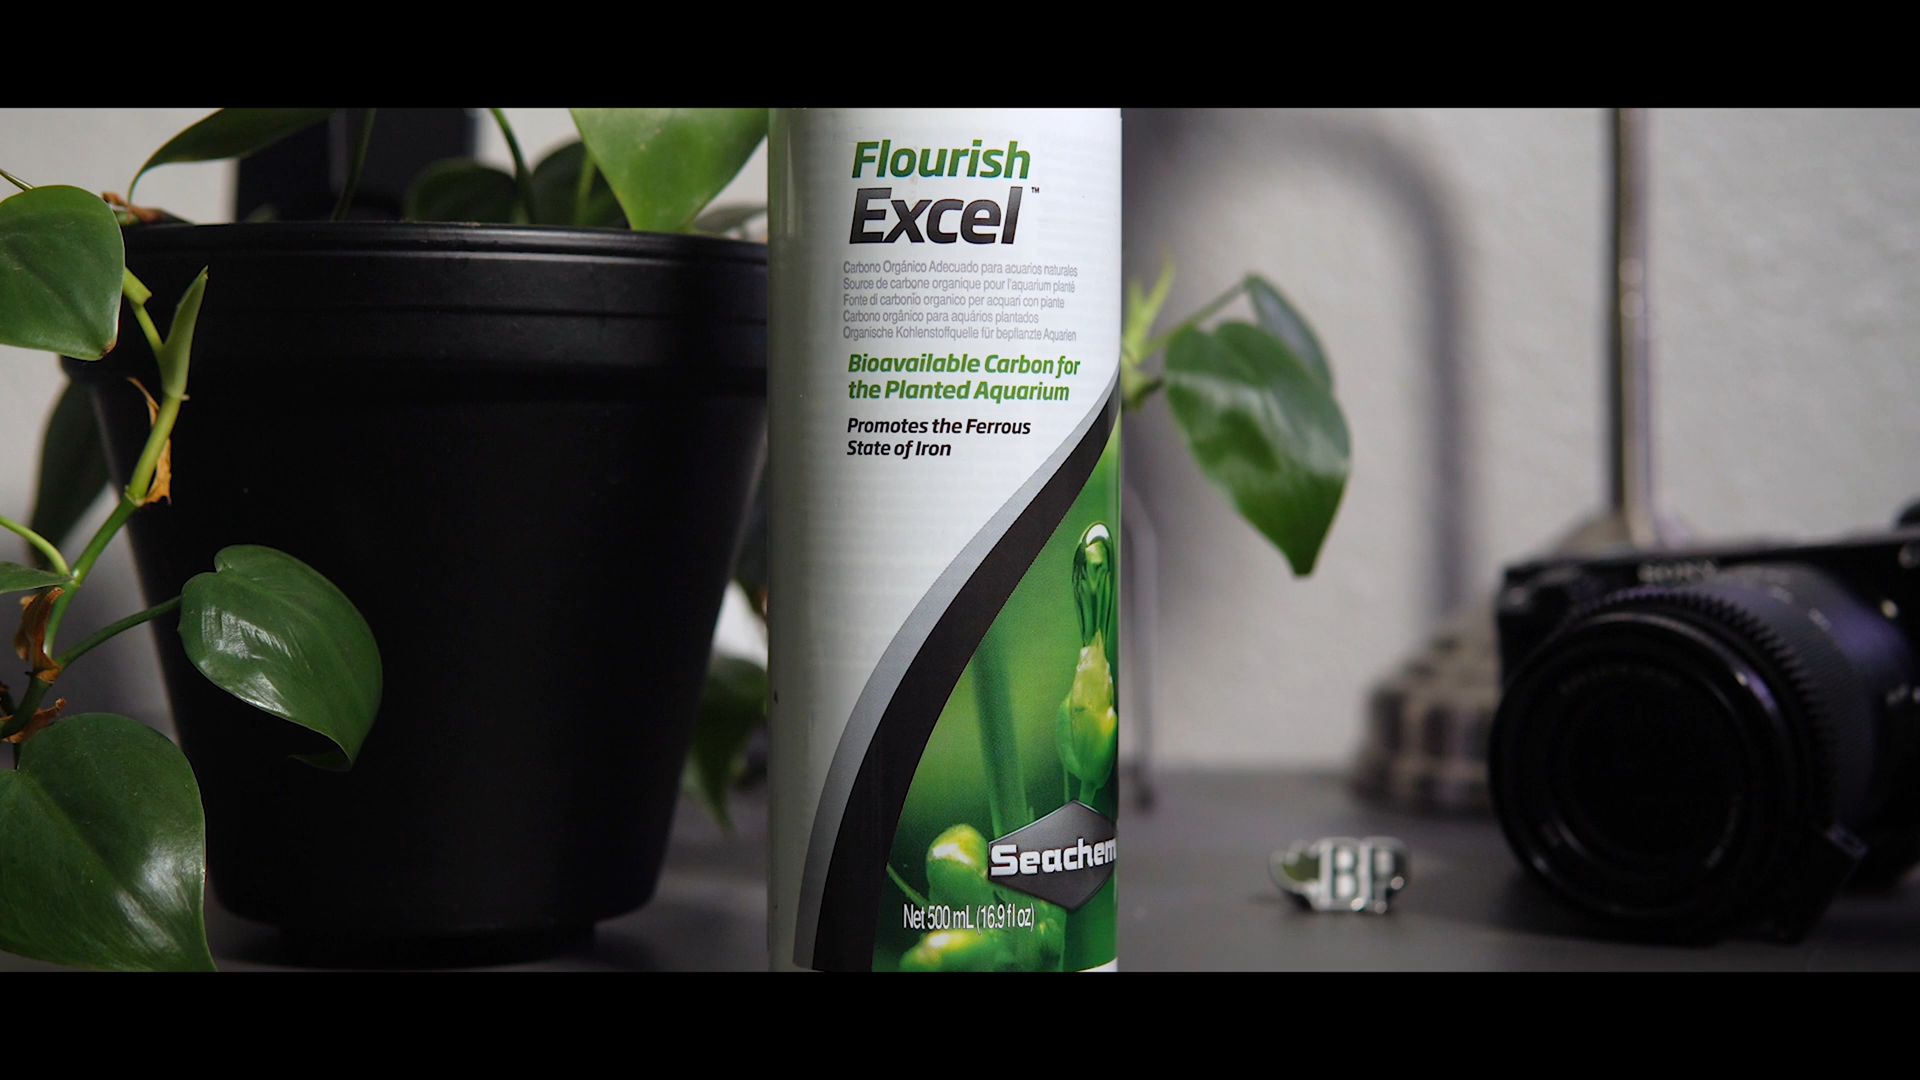 Flourish
Excel™
Carbono Orgánico Adecuado para acuarios naturales
Source de carbone organique pour l'aquarium planté
Fonte di carbonio organico per acquari con piante
Carbono orgânico para aquários plantados
Organische Kohlenstoffquelle für bepflanzte Aquarien
Bioavailable Carbon for
the Planted Aquarium
Promotes the Ferrous
State of Iron
Seachem
Net 500 mL (16.9 fl oz)
SONY
BP